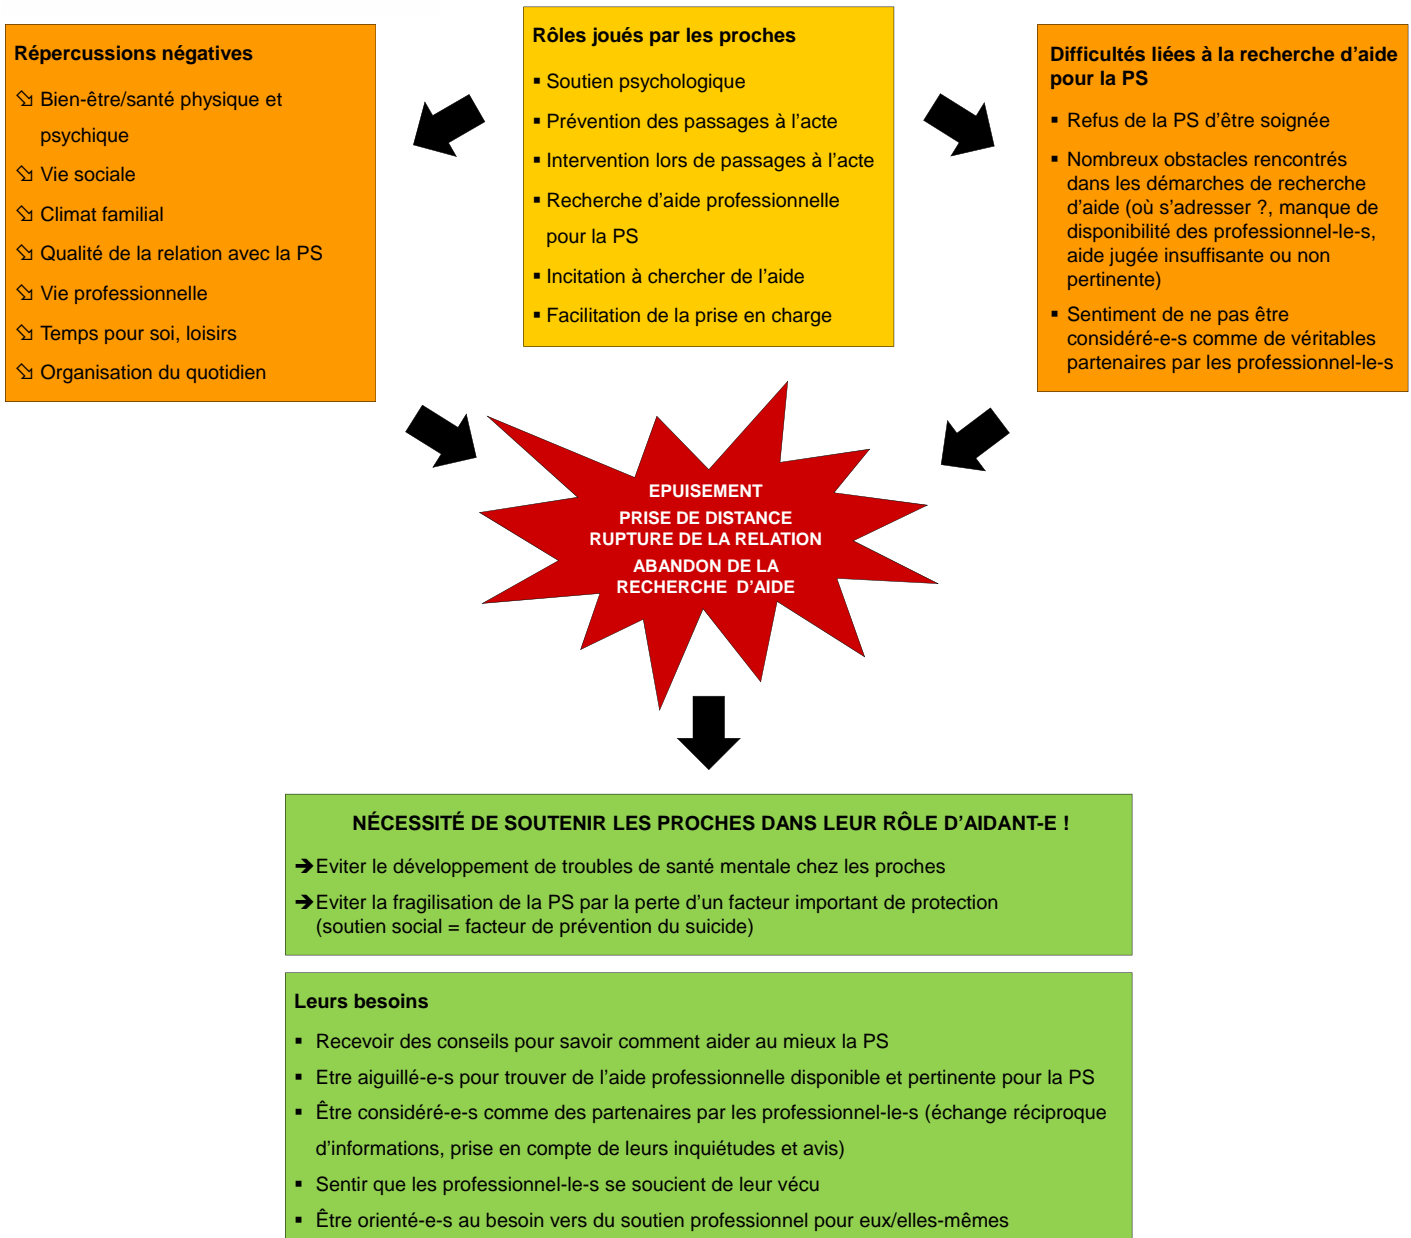 Répercussions négatives
Bien-être/santé physique et
psychique
Vie sociale
Climat familial
Qualité de la relation avec la PS
Vie professionnelle
Temps pour soi, loisirs
Organisation du quotidien
Rôles joués par les proches
▪ Soutien psychologique
▪ Prévention des passages à l’acte
▪ Intervention lors de passages à l’acte
▪ Recherche d’aide professionnelle
pour la PS
▪ Incitation à chercher de l’aide
▪ Facilitation de la prise en charge
Difficultés liées à la recherche d’aide
pour la PS
▪ Refus de la PS d’être soignée
▪ Nombreux obstacles rencontrés
dans les démarches de recherche
d’aide (où s’adresser ?, manque de
disponibilité des professionnel-le-s,
aide jugée insuffisante ou non
pertinente)
▪ Sentiment de ne pas être
considéré-e-s comme de véritables
partenaires par les professionnel-le-s
EPUISEMENT
PRISE DE DISTANCE
RUPTURE DE LA RELATION
ABANDON DE LA
RECHERCHE D’AIDE
NÉCESSITÉ DE SOUTENIR LES PROCHES DANS LEUR RÔLE D’AIDANT-E !
➔ Eviter le développement de troubles de santé mentale chez les proches
➔ Eviter la fragilisation de la PS par la perte d’un facteur important de protection
(soutien social = facteur de prévention du suicide)
Leurs besoins
▪ Recevoir des conseils pour savoir comment aider au mieux la PS
▪ Etre aiguillé-e-s pour trouver de l’aide professionnelle disponible et pertinente pour la PS
▪ Être considéré-e-s comme des partenaires par les professionnel-le-s (échange réciproque
d’informations, prise en compte de leurs inquiétudes et avis)
▪ Sentir que les professionnel-le-s se soucient de leur vécu
▪ Être orienté-e-s au besoin vers du soutien professionnel pour eux/elles-mêmes